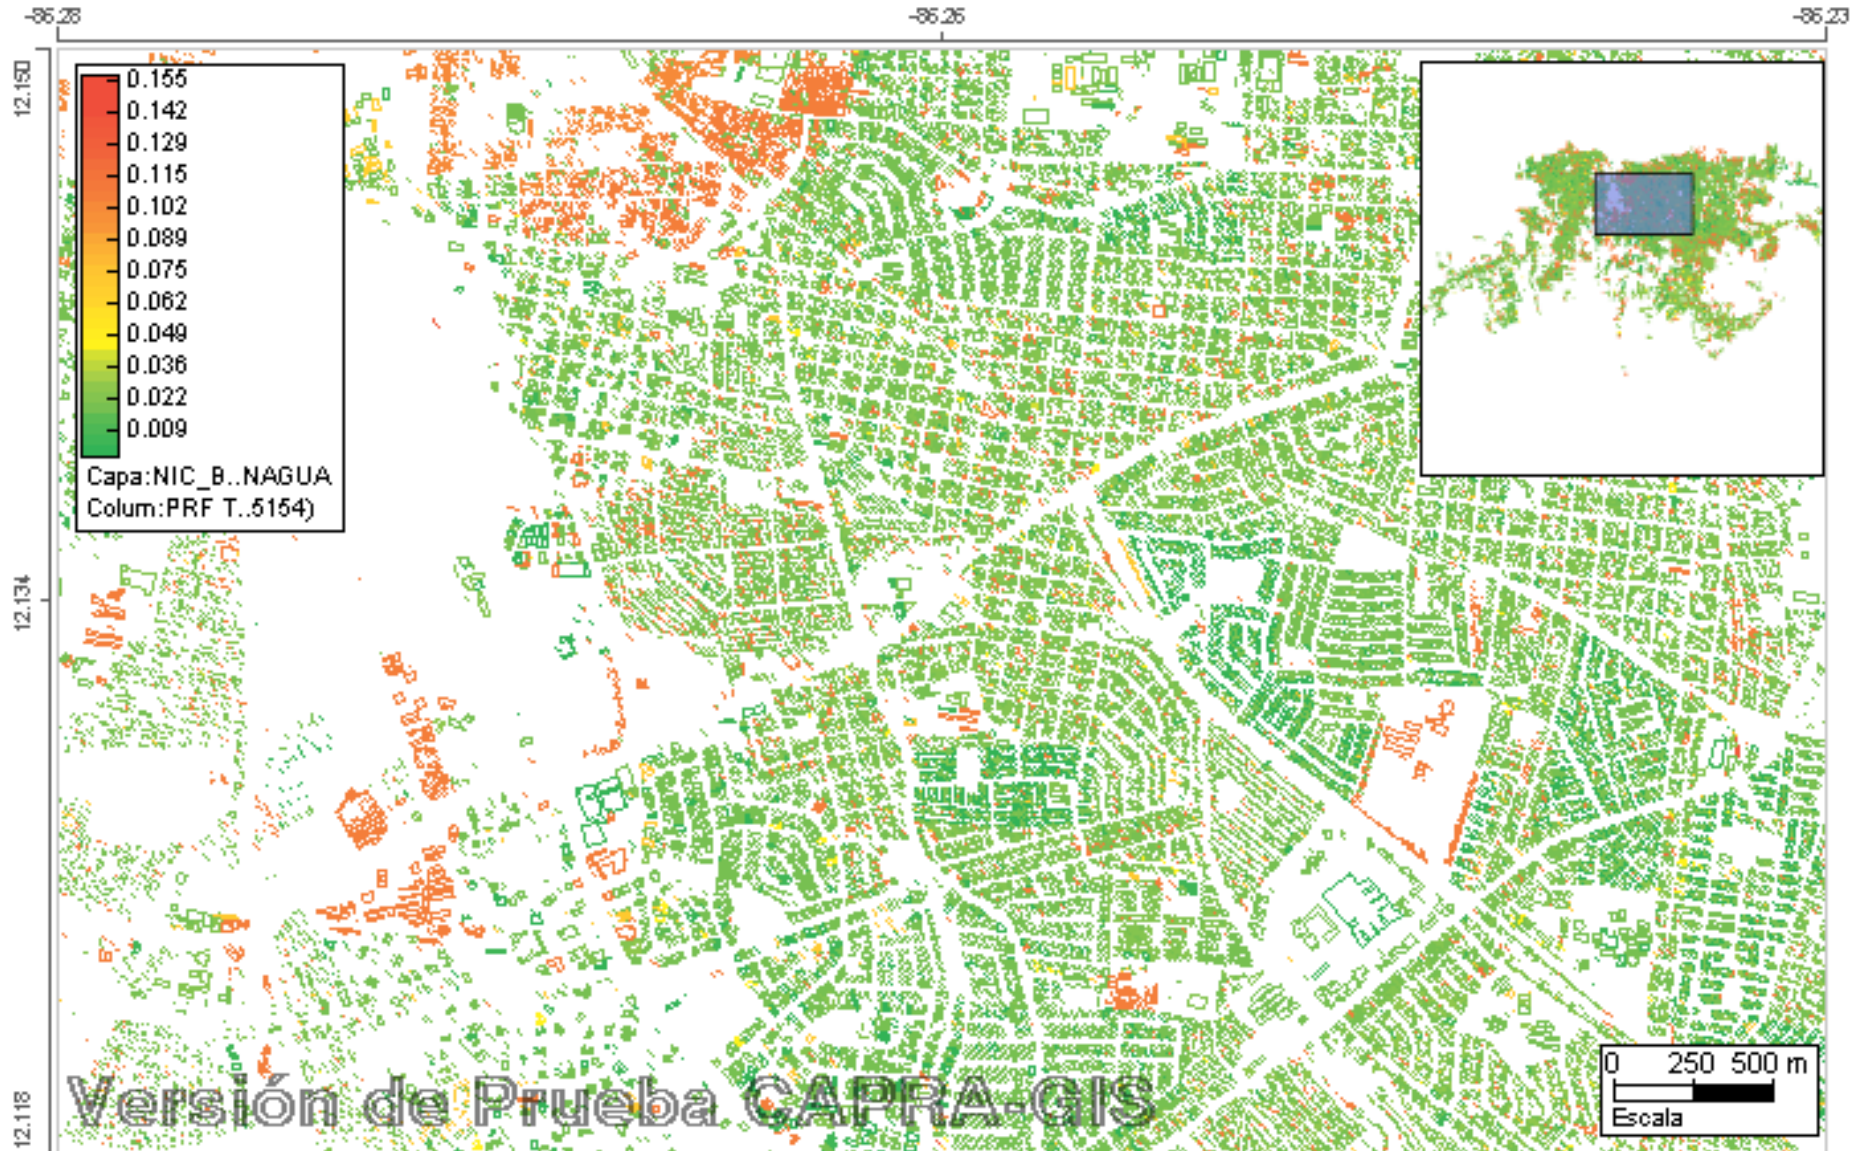 -86.28 -86.26 -86.23
12.150
0.155
0.142
0.129
0.115
0.102
0.089
0.075
0.062
0.049
0.036
0.022
0.009
Capa:NIC_B..NAGUA
Colum:PRF T..5154)
12.134
12.118
0 250 500 m
Escala
Versión de Prueba CAPRA-GIS